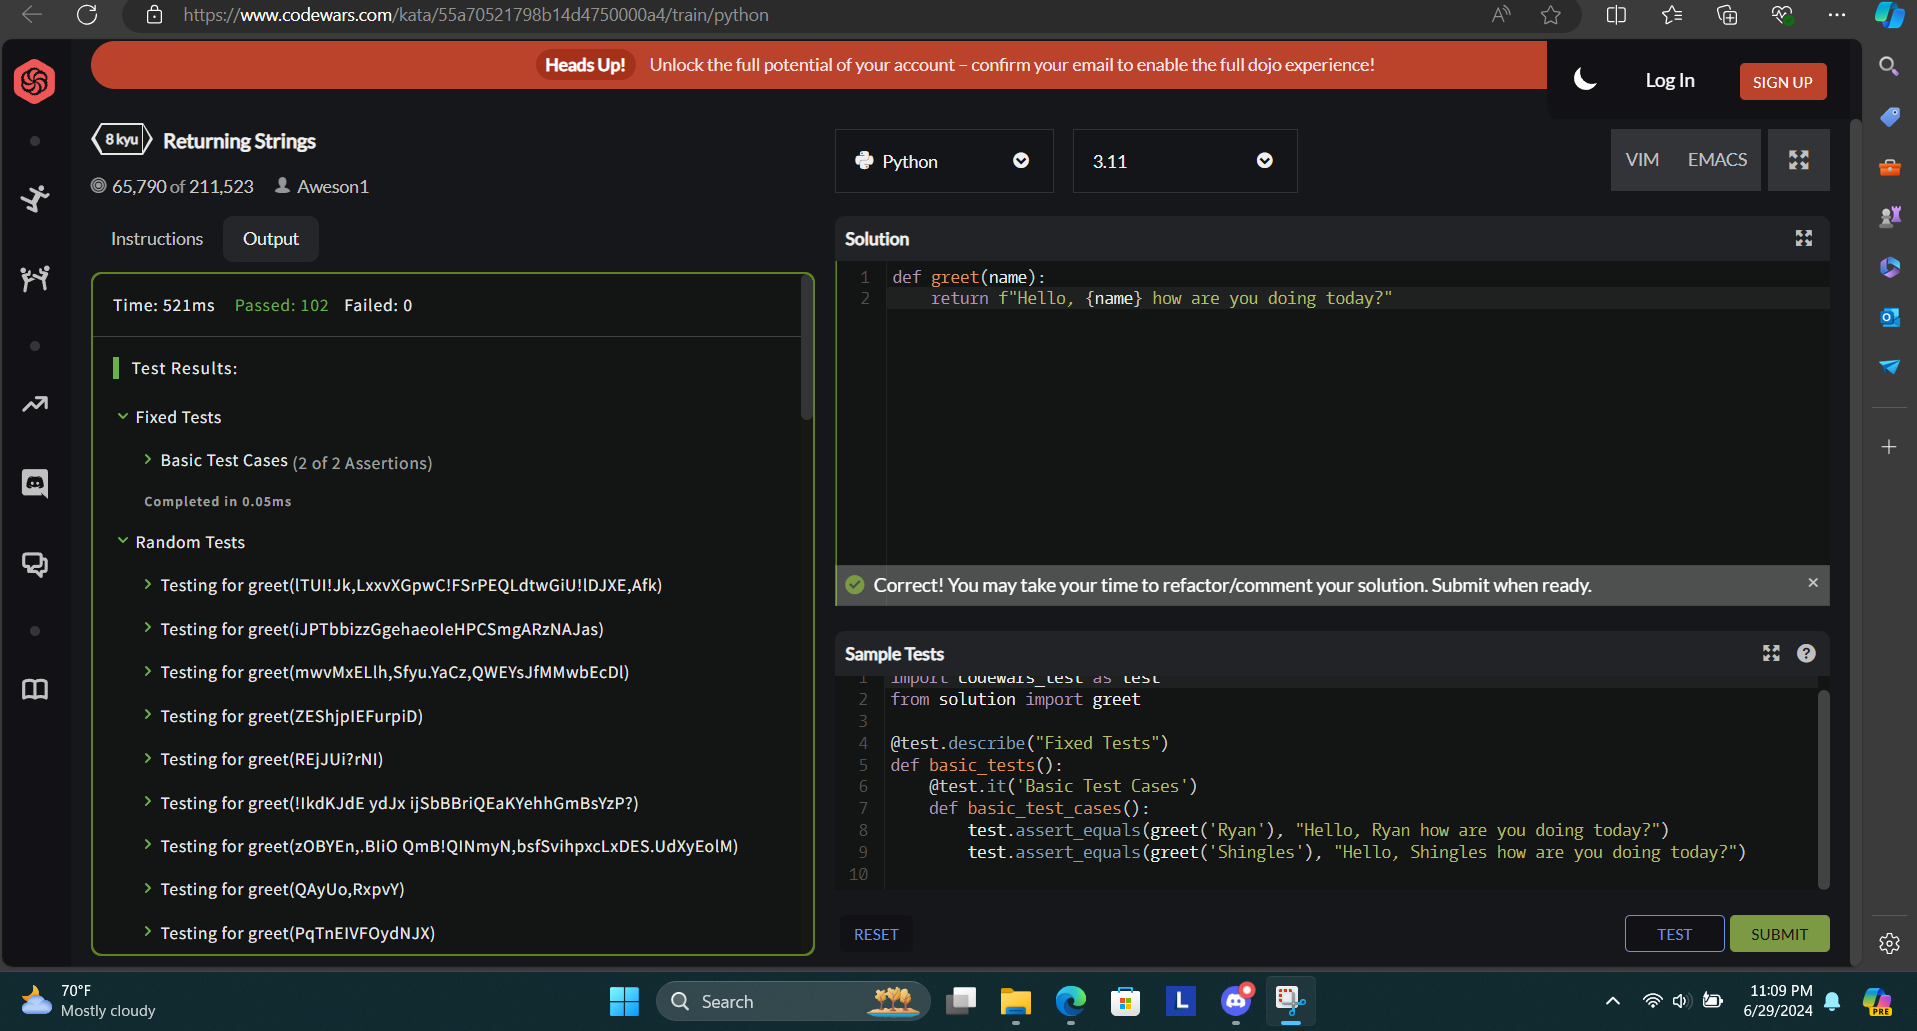 https://www.codewars.com/kata/55a70521798b14d4750000a4/train/python
Heads Up! Unlock the full potential of your account – confirm your email to enable the full dojo experience!
Log In
SIGN UP
8 kyu Returning Strings
65,790 of 211,523 Aweson1
Python
3.11
VIM EMACS
Instructions Output
Time: 521ms Passed: 102 Failed: 0
Test Results:
Fixed Tests
Basic Test Cases (2 of 2 Assertions)
Completed in 0.05ms
Random Tests
Testing for greet(lTUI!Jk,LxxvXGpwC!FSrPEQLdtwGiU!lDJXE,Afk)
Testing for greet(iJPTbbizzGgehaeoIeHPCSmgARzNAJas)
Testing for greet(mwvMxELlh,Sfyu.YaCz,QWEYsJfMMwbEcDl)
Testing for greet(ZEShjpIEFurpiD)
Testing for greet(REjJUi?rNI)
Testing for greet(!IkdKJdE ydJx ijSbBBriQEaKYehhGmBsYzP?)
Testing for greet(zOBYEn,.BIiO QmB!QINmyN,bsfSvihpxcLxDES.UdXyEolM)
Testing for greet(QAyUo,RxpvY)
Testing for greet(PqTnEIVFOydNJX)
Solution
1 def greet(name):
2 return f"Hello, {name} how are you doing today?"
Correct! You may take your time to refactor/comment your solution. Submit when ready.
Sample Tests
1 import codewars_test as test
2 from solution import greet
3
4 @test.describe("Fixed Tests")
5 def basic_tests():
6 @test.it('Basic Test Cases')
7 def basic_test_cases():
8 test.assert_equals(greet('Ryan'), "Hello, Ryan how are you doing today?")
9 test.assert_equals(greet('Shingles'), "Hello, Shingles how are you doing today?")
10
RESET
TEST
SUBMIT
70°F
Mostly cloudy
Search
L
11:09 PM
6/29/2024
PRE